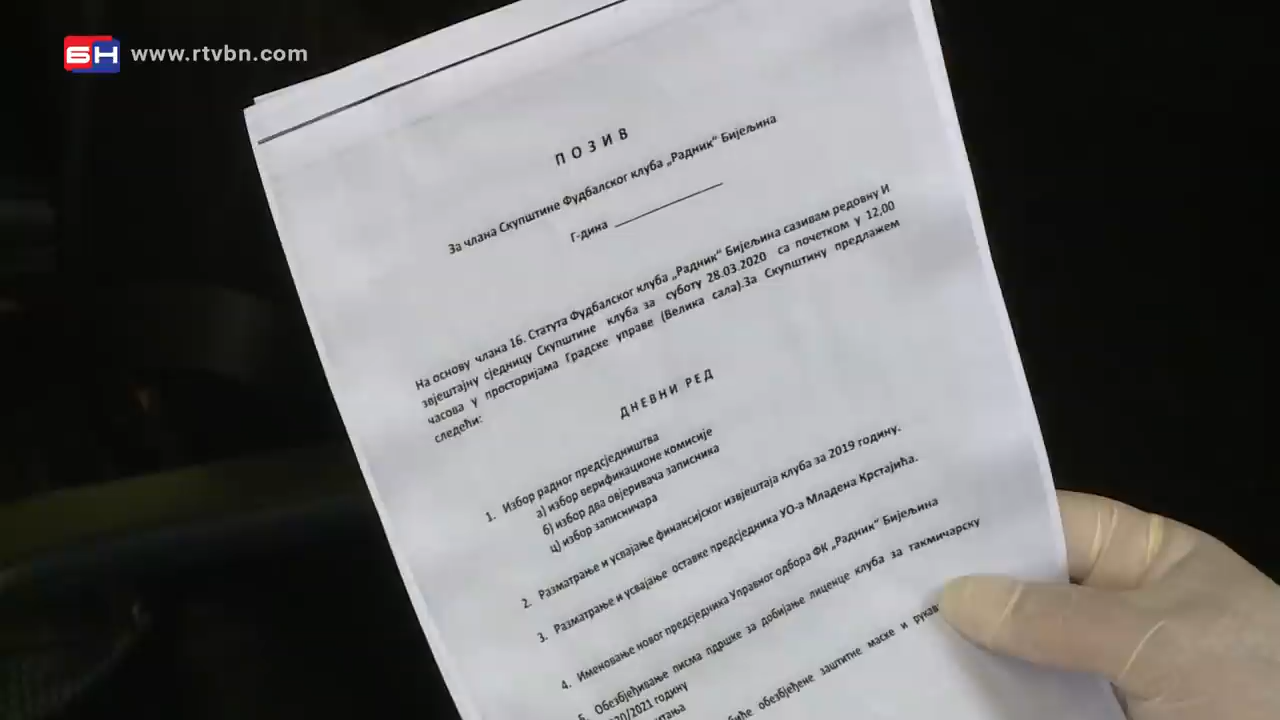 БН www.rtvbn.com
П О З И В
За члана Скупштине Фудбалског клуба „Радник“ Бијељина
Г-дина ____________
На основу члана 16. Статута Фудбалског клуба „Радник“ Бијељина сазивам редовну И
звјештајну сједницу Скупштине клуба за суботу 28.03.2020 са почетком у 12,00
часова у просторијама Градске управе (Велика сала).За Скупштину предлажем
следећи:
Д Н Е В Н И Р Е Д
1. Избор радног предсједништва
а) избор верификационе комисије
б) избор два овјеривача записника
ц) избор записничара
2. Разматрање и усвајање финансијског извјештаја клуба за 2019 годину.
3. Разматрање и усвајање оставке предсједника УО-а Младена Крстајића.
4. Именовање новог предсједника Управног одбора ФК „Радник“ Бијељина
5. Обезбјеђивање писма пдршке за добијање лиценце клуба за такмичарску
20/2021 годину
обезбјеђене заштитне маске и